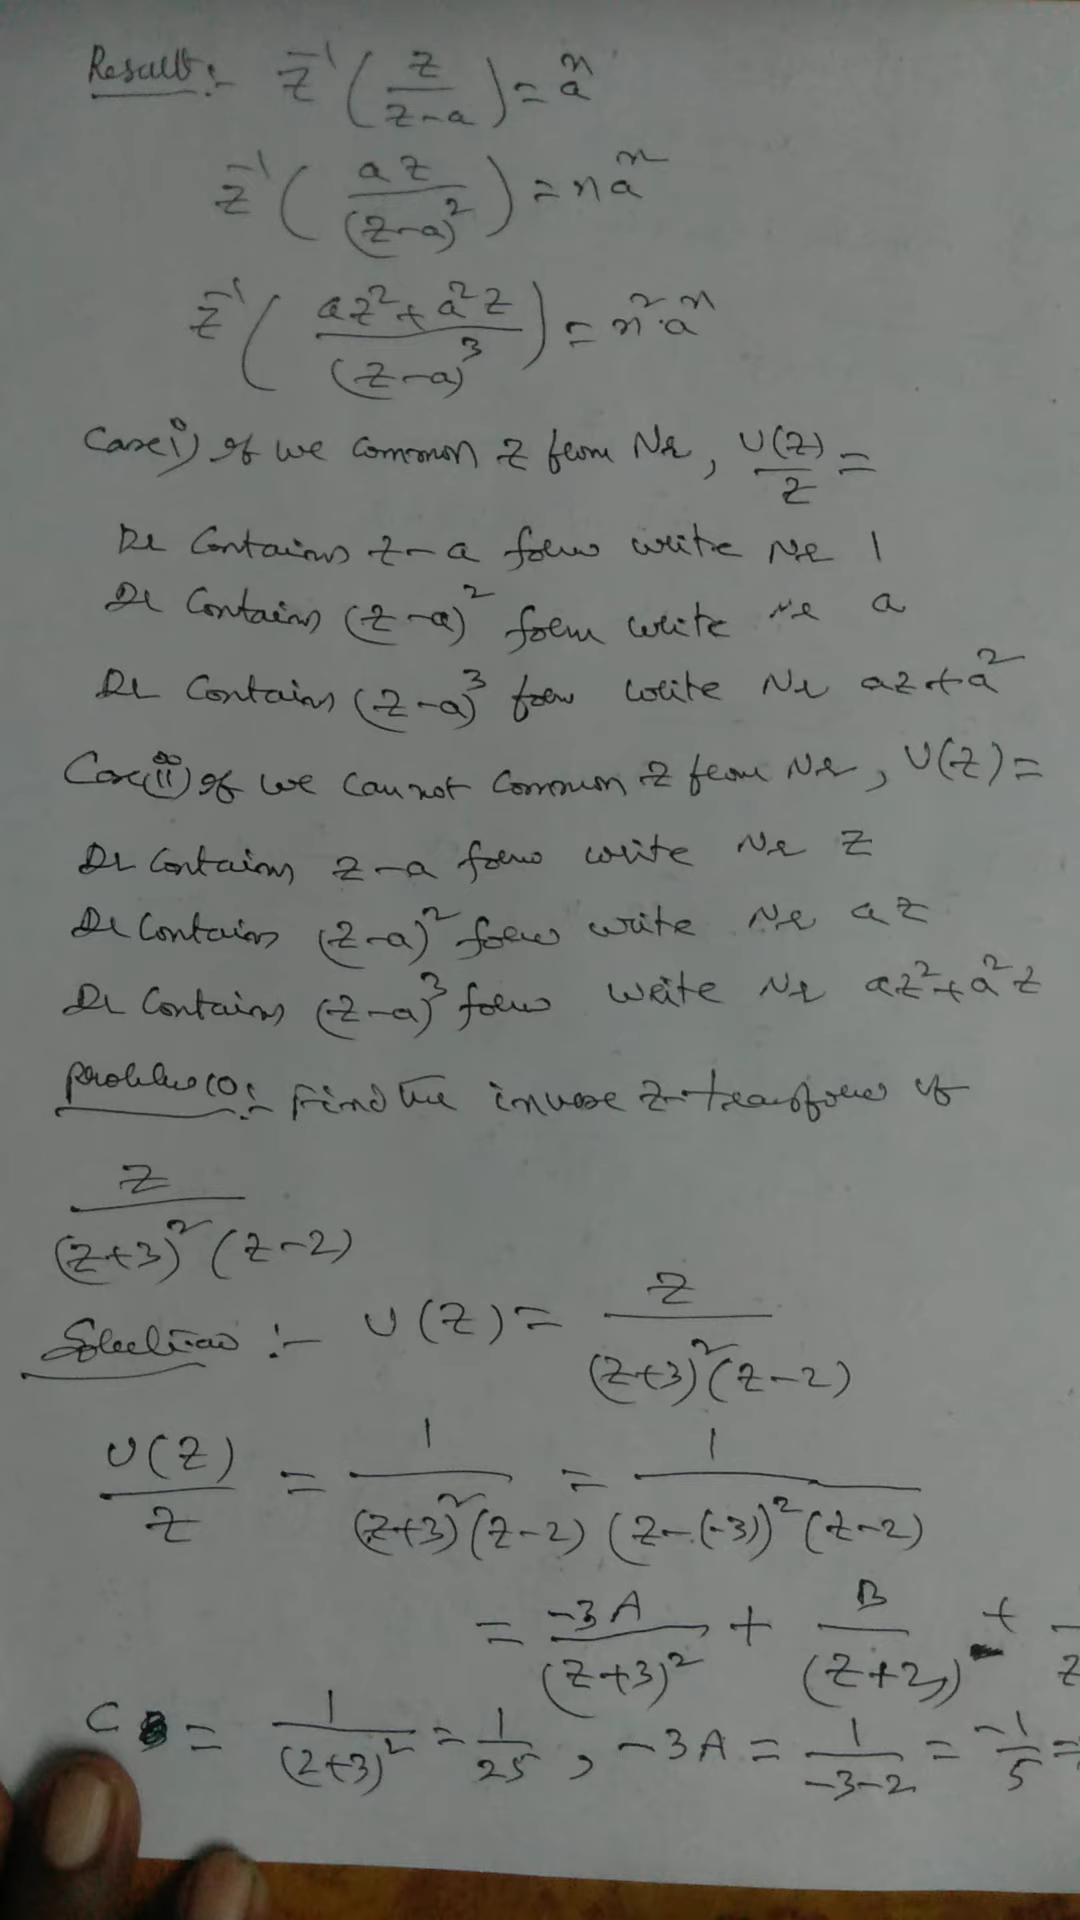 Result:- z̄¹(z/(z-a)) = aⁿ
z̄¹(az/(z-a)²) = naⁿ
z̄¹((az²+a²z)/(z-a)³) = n²·aⁿ
Case i) If we common z from Nr, U(z)/z =
Dr Contains z-a form write Nr 1
Dr Contains (z-a)² form write Nr a
Dr Contains (z-a)³ form write Nr az+a²
Case(ii) If we cannot common z from Nr, U(z)=
Dr Contains z-a form write Nr z
Dr Contains (z-a)² form write Nr az
Dr Contains (z-a)³ form write Nr az²+a²z
Problem (1):- Find the inverse z-transform of
z/((z+3)²(z-2))
Solution :- U(z) = z/((z+3)²(z-2))
U(z)/z = 1/((z+3)²(z-2)) = 1/((z-(-3))²(z-2))
= -3A/(z+3)² + B/(z+2) +
C = 1/(2+3)² = 1/25, -3A = 1/(-3-2) = -1/5 =